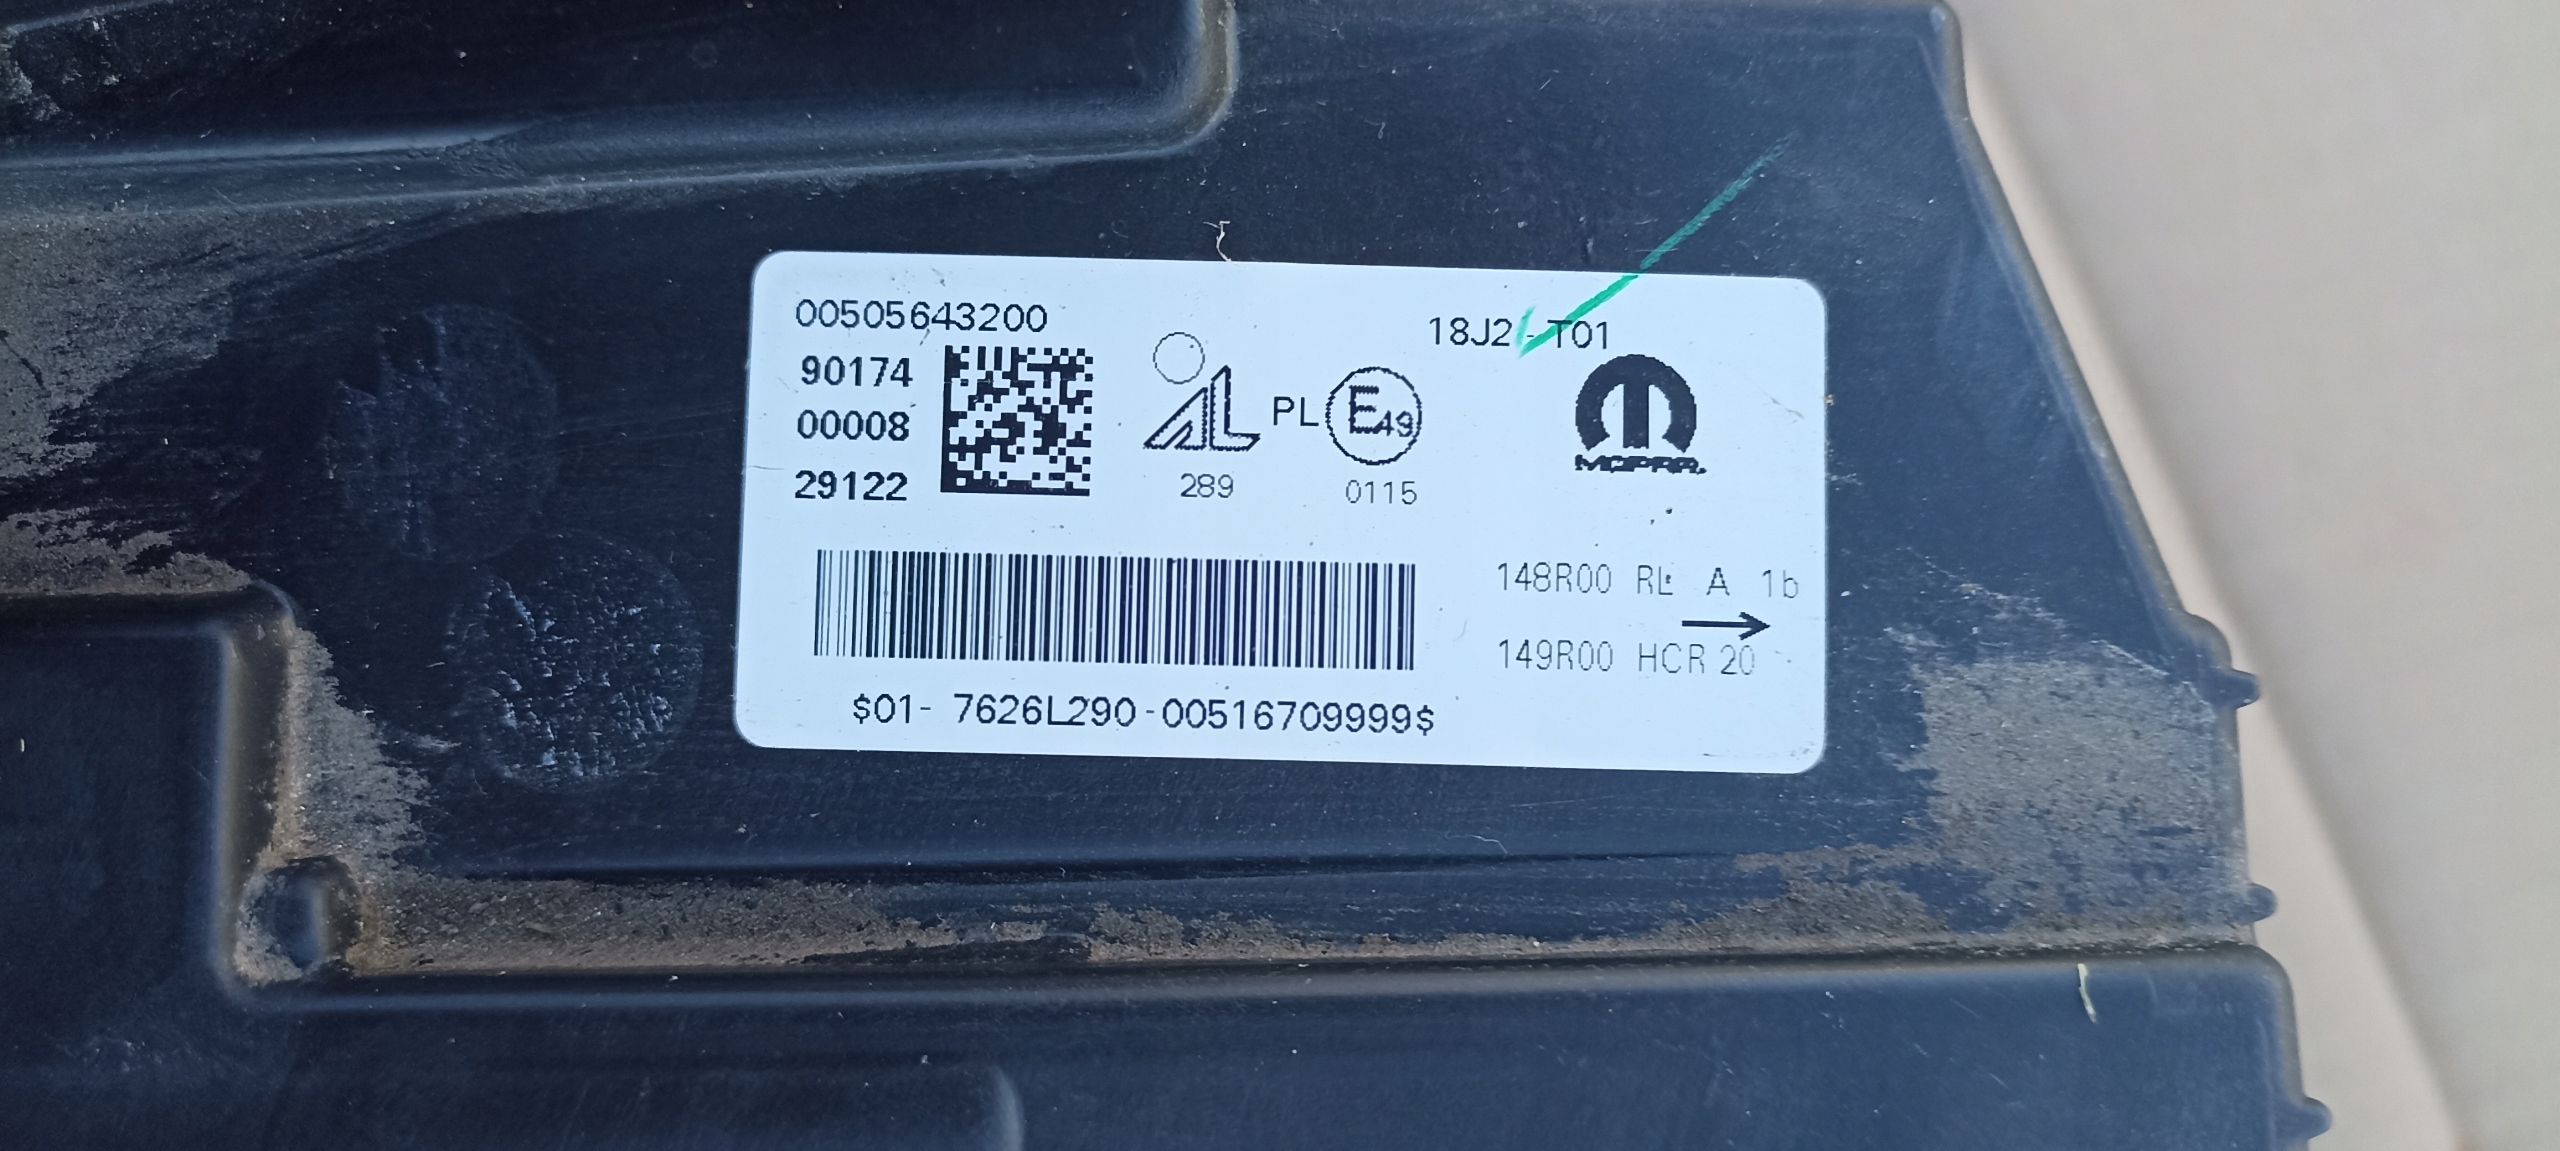 00505643200
18J2 - T01
90174
00008
29122
AL PL E49
289 0115
MOPAR.
148R00 RL A 1b
149R00 HCR 20
$01- 7626L290-00516709999$